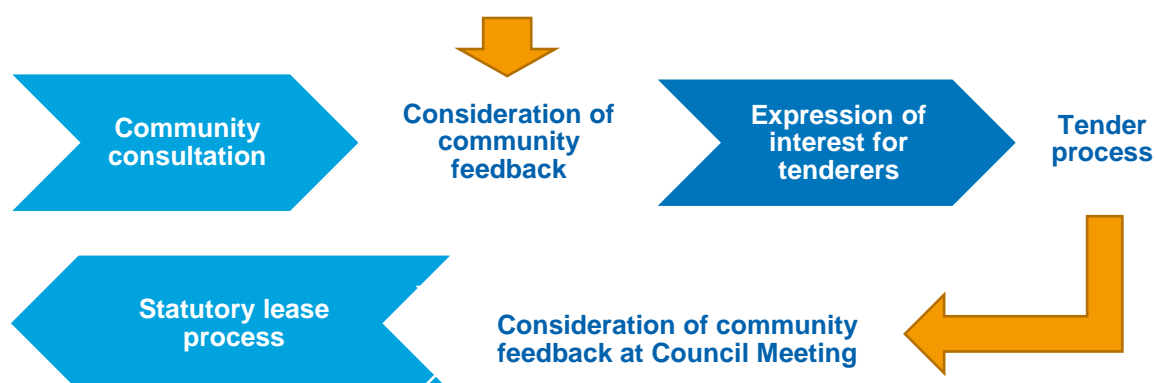 Community
consultation
Consideration of
community
feedback
Expression of
interest for
tenderers
Tender
process
Consideration of community
feedback at Council Meeting
Statutory lease
process